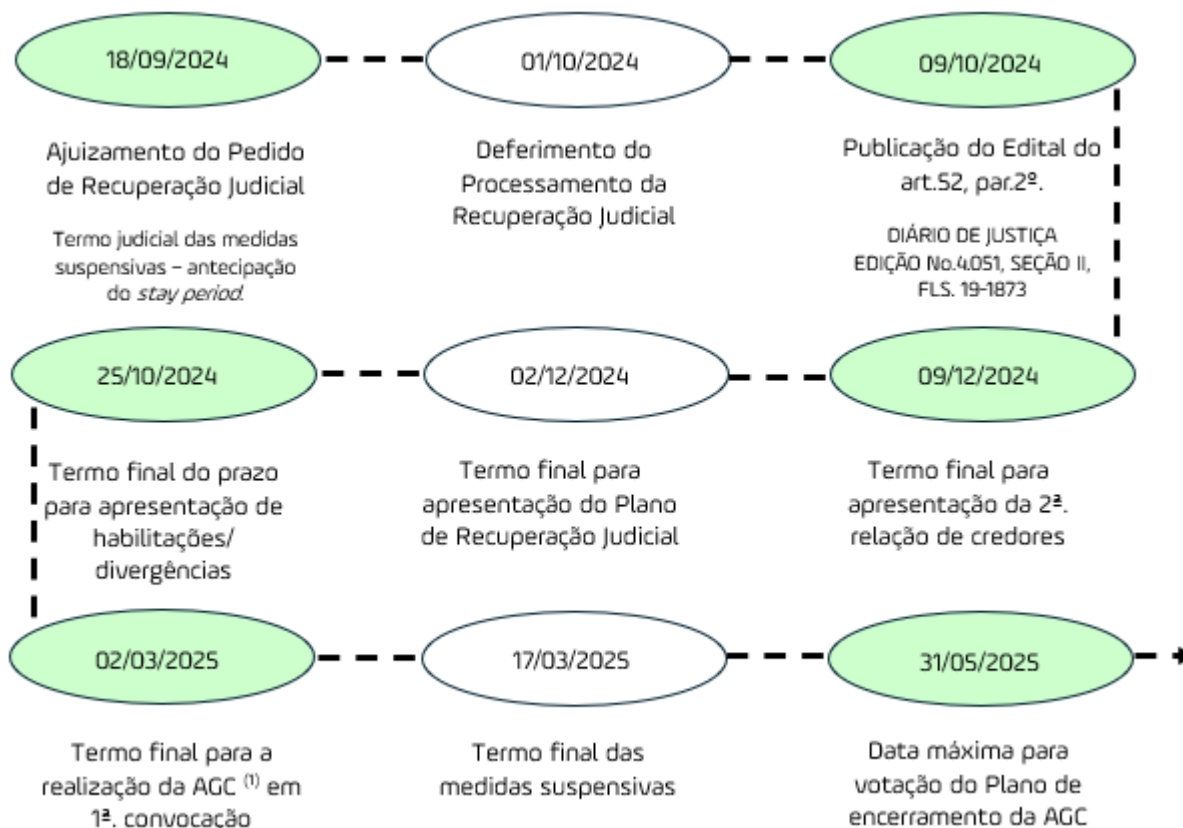 18/09/2024
Ajuizamento do Pedido
de Recuperação Judicial
Termo judicial das medidas
suspensivas – antecipação
do stay period.
01/10/2024
Deferimento do
Processamento da
Recuperação Judicial
09/10/2024
Publicação do Edital do
art.52, par.2º.
DIÁRIO DE JUSTIÇA
EDIÇÃO No.4.051, SEÇÃO II,
FLS. 19-1873
25/10/2024
Termo final do prazo
para apresentação de
habilitações/
divergências
02/12/2024
Termo final para
apresentação do Plano
de Recuperação Judicial
09/12/2024
Termo final para
apresentação da 2ª.
relação de credores
02/03/2025
Termo final para a
realização da AGC (1) em
1ª. convocação
17/03/2025
Termo final das
medidas suspensivas
31/05/2025
Data máxima para
votação do Plano de
encerramento da AGC